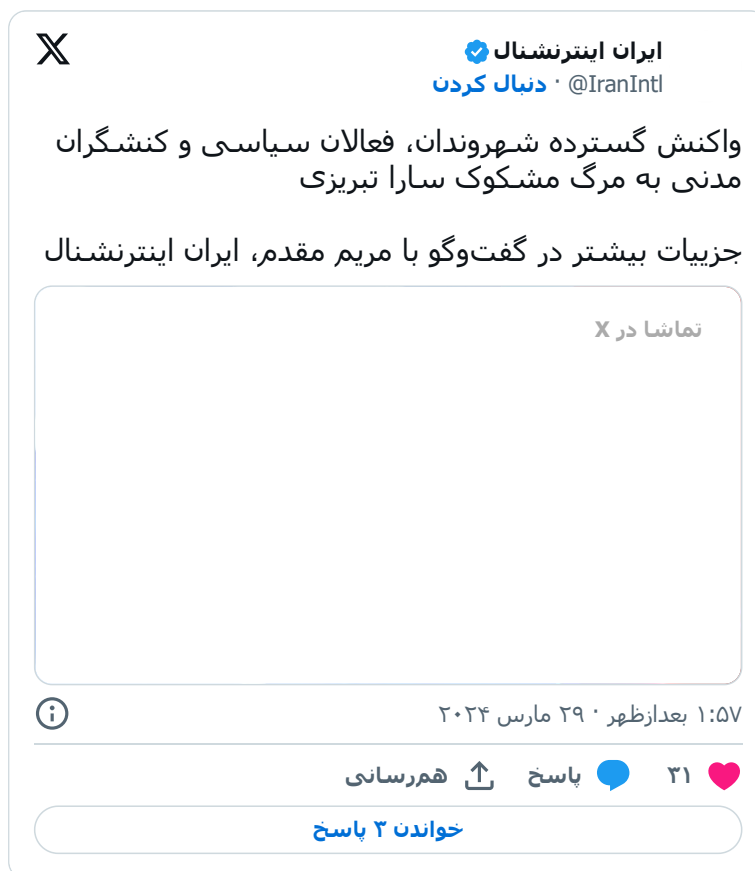 ایران اینترنشنال
@IranIntl · دنبال کردن
واکنش گسترده شهروندان، فعالان سیاسی و کنشگران
مدنی به مرگ مشکوک سارا تبریزی
جزییات بیشتر در گفت‌وگو با مریم مقدم، ایران اینترنشنال
تماشا در X
۱:۵۷ بعدازظهر · ۲۹ مارس ۲۰۲۴
۳۱ پاسخ هم‌رسانی
خواندن ۳ پاسخ